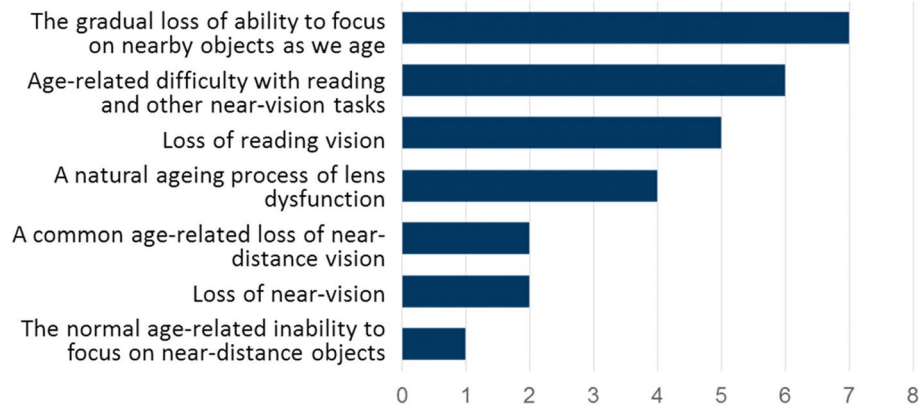 The gradual loss of ability to focus
on nearby objects as we age
Age-related difficulty with reading
and other near-vision tasks
Loss of reading vision
A natural ageing process of lens
dysfunction
A common age-related loss of near-
distance vision
Loss of near-vision
The normal age-related inability to
focus on near-distance objects
0 1 2 3 4 5 6 7 8